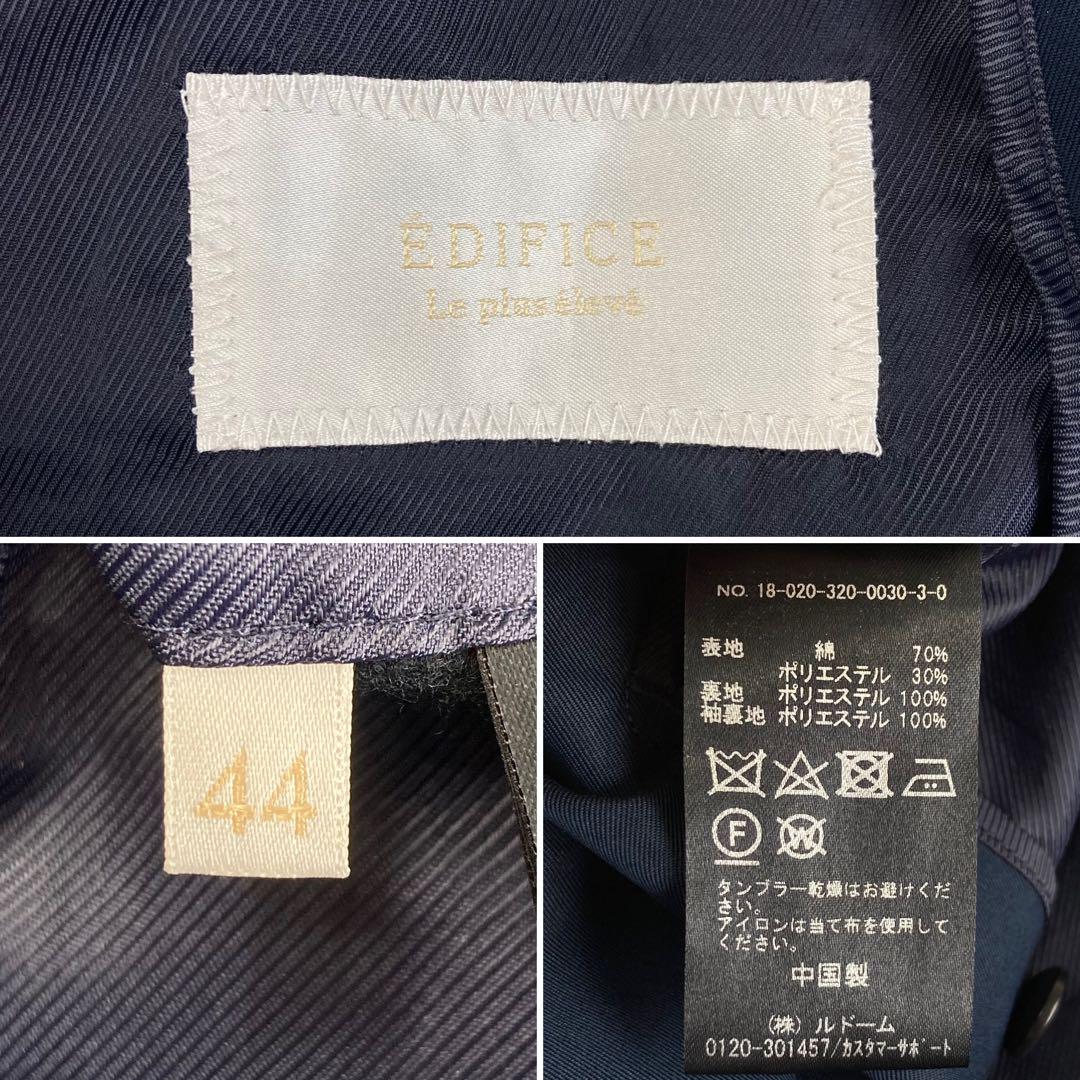 ÉDIFICE
Le plus élevé
44
NO. 18-020-320-0030-3-0
表地 綿 70%
ポリエステル 30%
裏地 ポリエステル 100%
袖裏地 ポリエステル 100%
F W
タンブラー乾燥はお避けくだ
さい。
アイロンは当て布を使用して
ください。
中国製
(株) ルドーム
0120-301457/カスタマーサポート